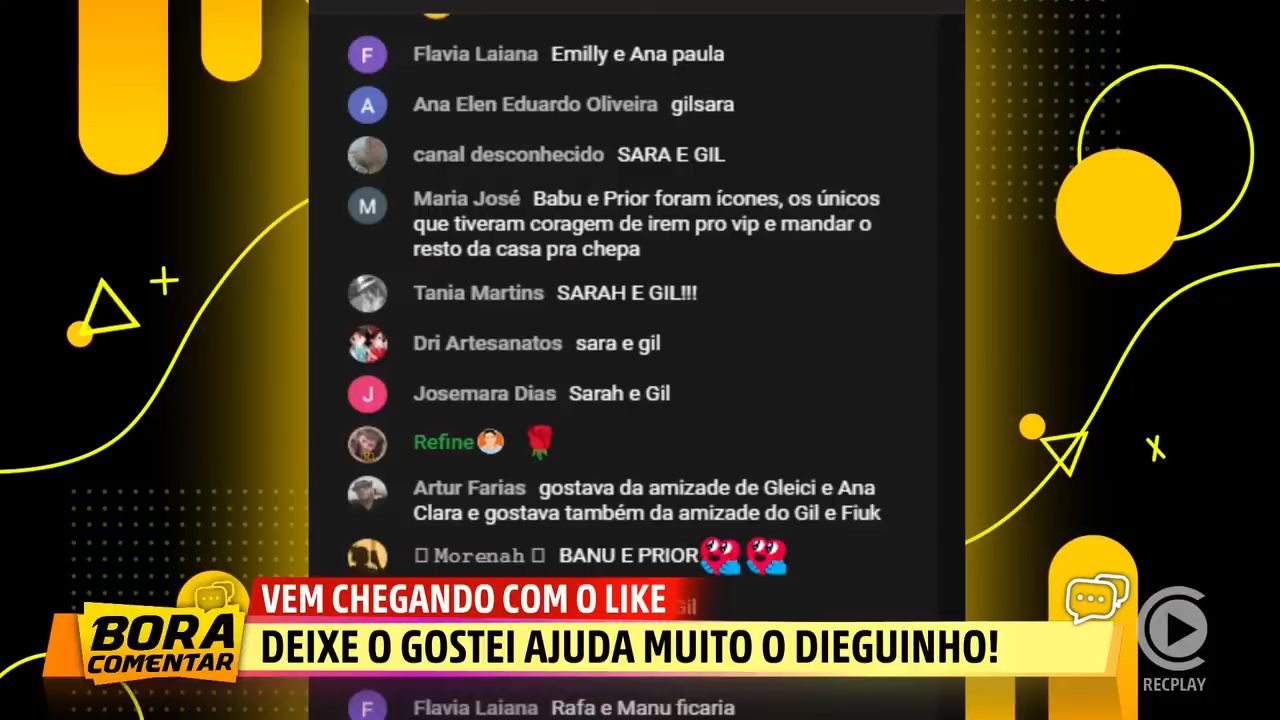 F Flavia Laiana Emilly e Ana paula
A Ana Elen Eduardo Oliveira gilsara
canal desconhecido SARA E GIL
M Maria José Babu e Prior foram ícones, os únicos
que tiveram coragem de irem pro vip e mandar o
resto da casa pra chepa
Tania Martins SARAH E GIL!!!
Dri Artesanatos sara e gil
J Josemara Dias Sarah e Gil
Refine
Artur Farias gostava da amizade de Gleici e Ana
Clara e gostava também da amizade do Gil e Fiuk
Morenah BANU E PRIOR
Gil
VEM CHEGANDO COM O LIKE
BORA
COMENTAR
DEIXE O GOSTEI AJUDA MUITO O DIEGUINHO!
RECPLAY
F Flavia Laiana Rafa e Manu ficaria